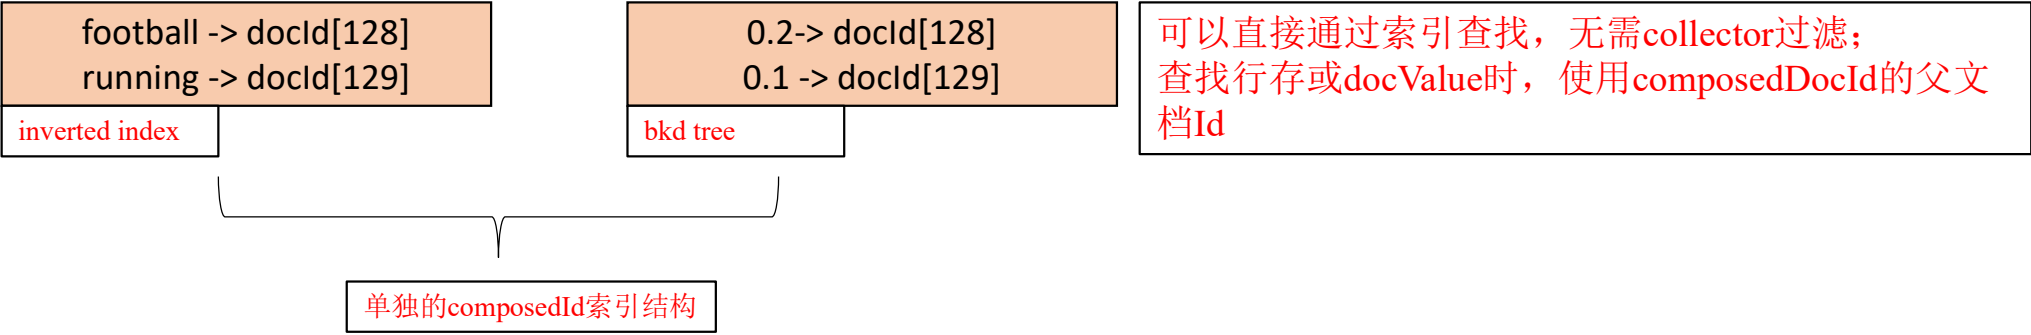 football -> docId[128]
running -> docId[129]
inverted index
0.2-> docId[128]
0.1 -> docId[129]
bkd tree
可以直接通过索引查找，无需collector过滤；
查找行存或docValue时，使用composedDocId的父文
档Id
单独的composedId索引结构